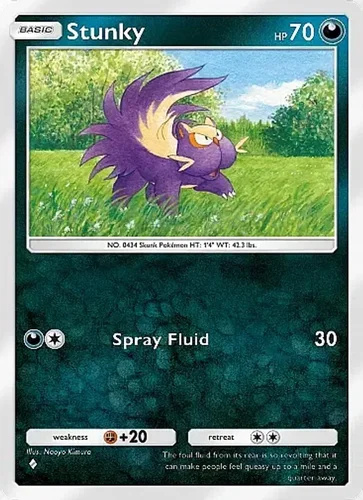 BASIC Stunky HP 70
NO. 0434 Skunk Pokémon HT: 1'4" WT: 42.3 lbs.
Spray Fluid 30
weakness +20 retreat
Illus. Naoyo Kimura
The foul fluid from its rear is so revolting that it
can make people feel queasy up to a mile and a
quarter away.